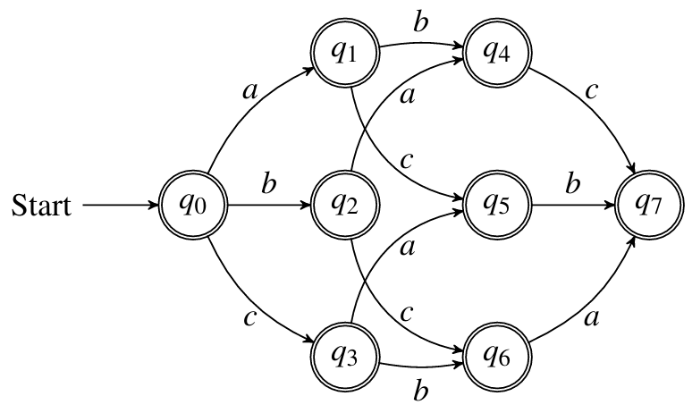 b
q1 q4
a a c
c
b b
Start q0 q2 q5 q7
a
c c a
q3 q6
b